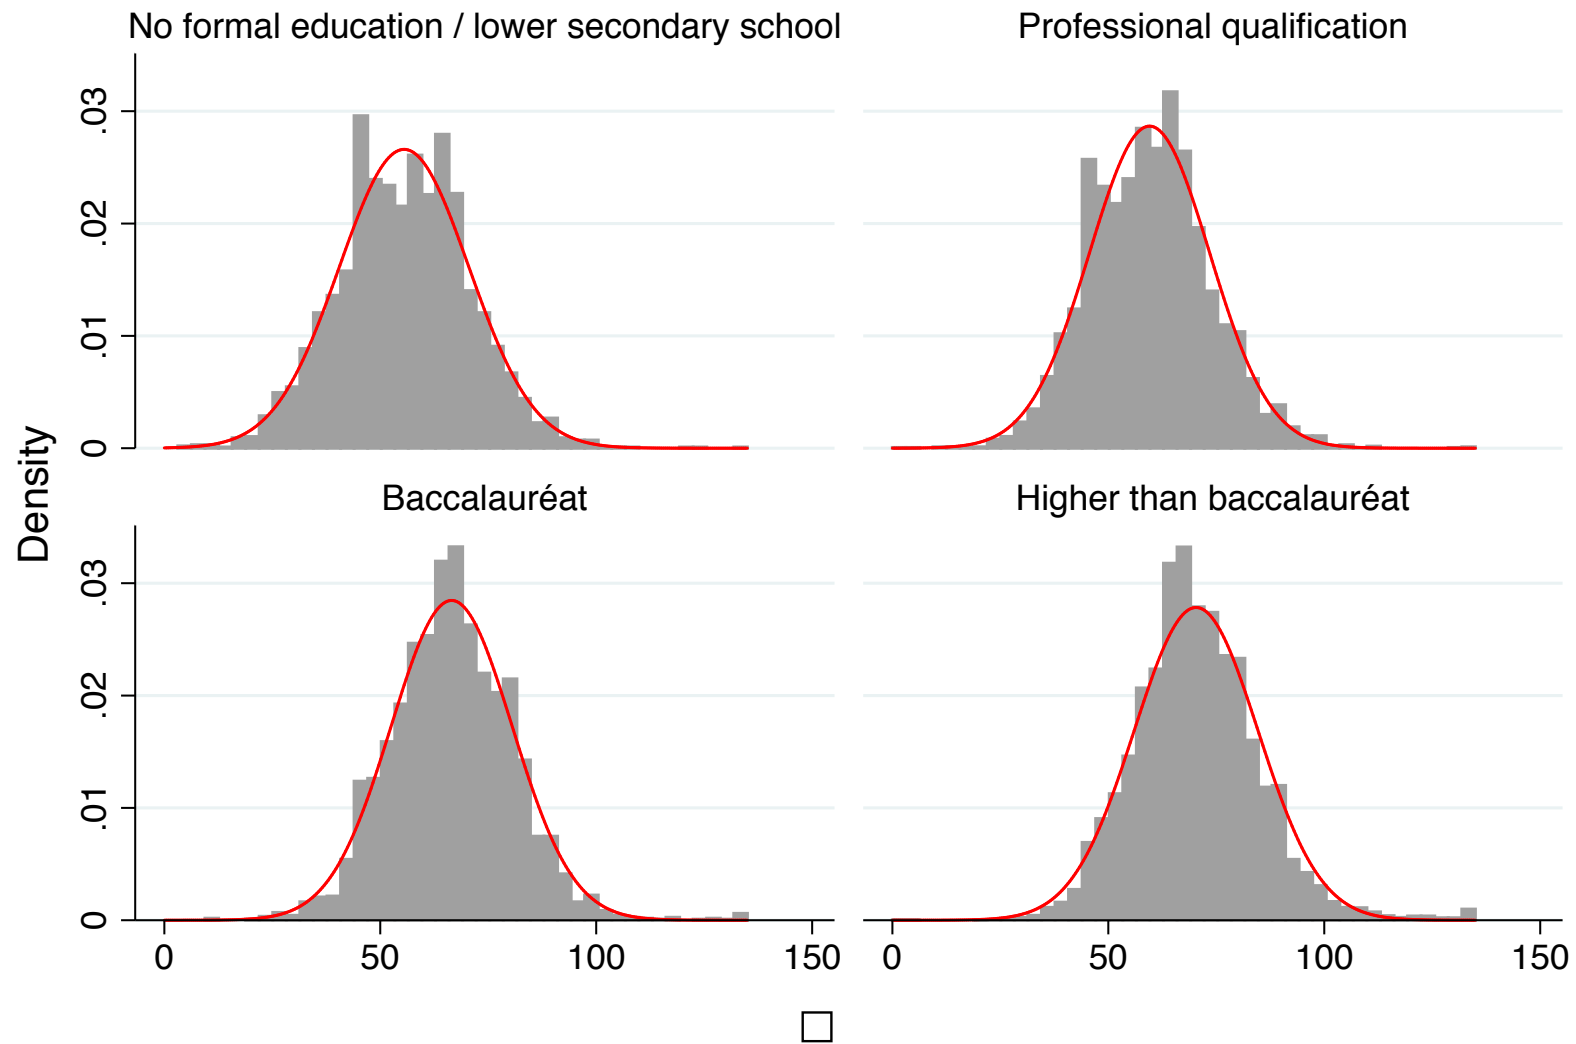 No formal education / lower secondary school
Professional qualification
.03
.02
.01
0
Density
Baccalauréat
Higher than baccalauréat
.03
.02
.01
0
0 50 100 150
0 50 100 150